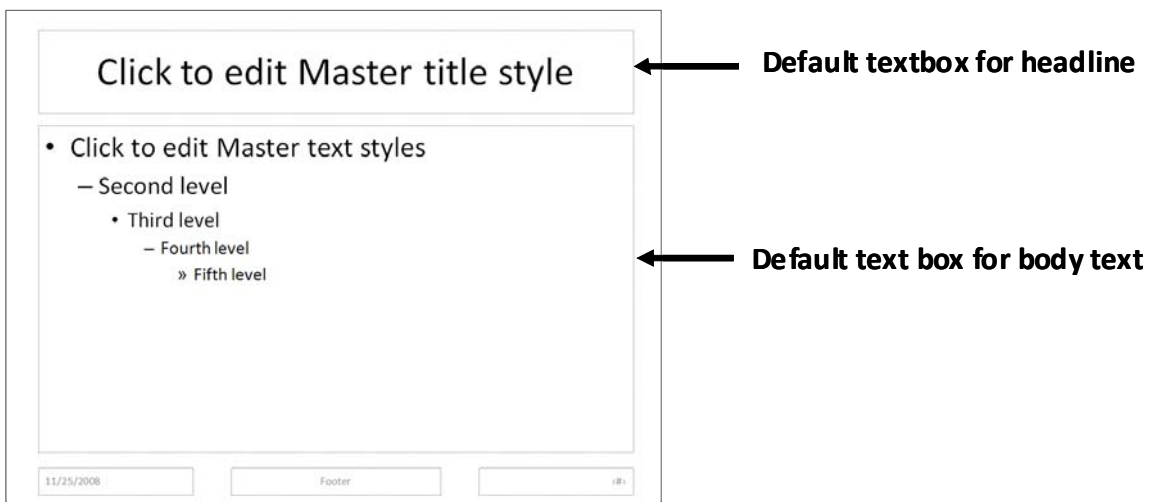 Click to edit Master title style
Default textbox for headline
• Click to edit Master text styles
– Second level
• Third level
– Fourth level
» Fifth level
Default text box for body text
11/25/2008
Footer
‹#›